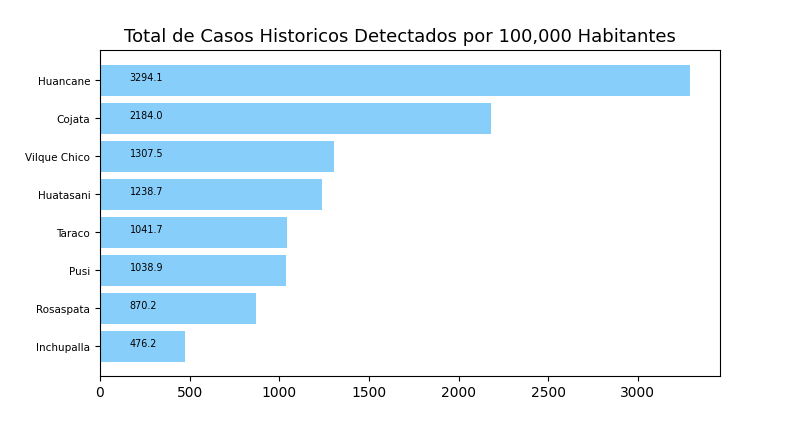 Total de Casos Historicos Detectados por 100,000 Habitantes
Huancane 3294.1
Cojata 2184.0
Vilque Chico 1307.5
Huatasani 1238.7
Taraco 1041.7
Pusi 1038.9
Rosaspata 870.2
Inchupalla 476.2
0 500 1000 1500 2000 2500 3000